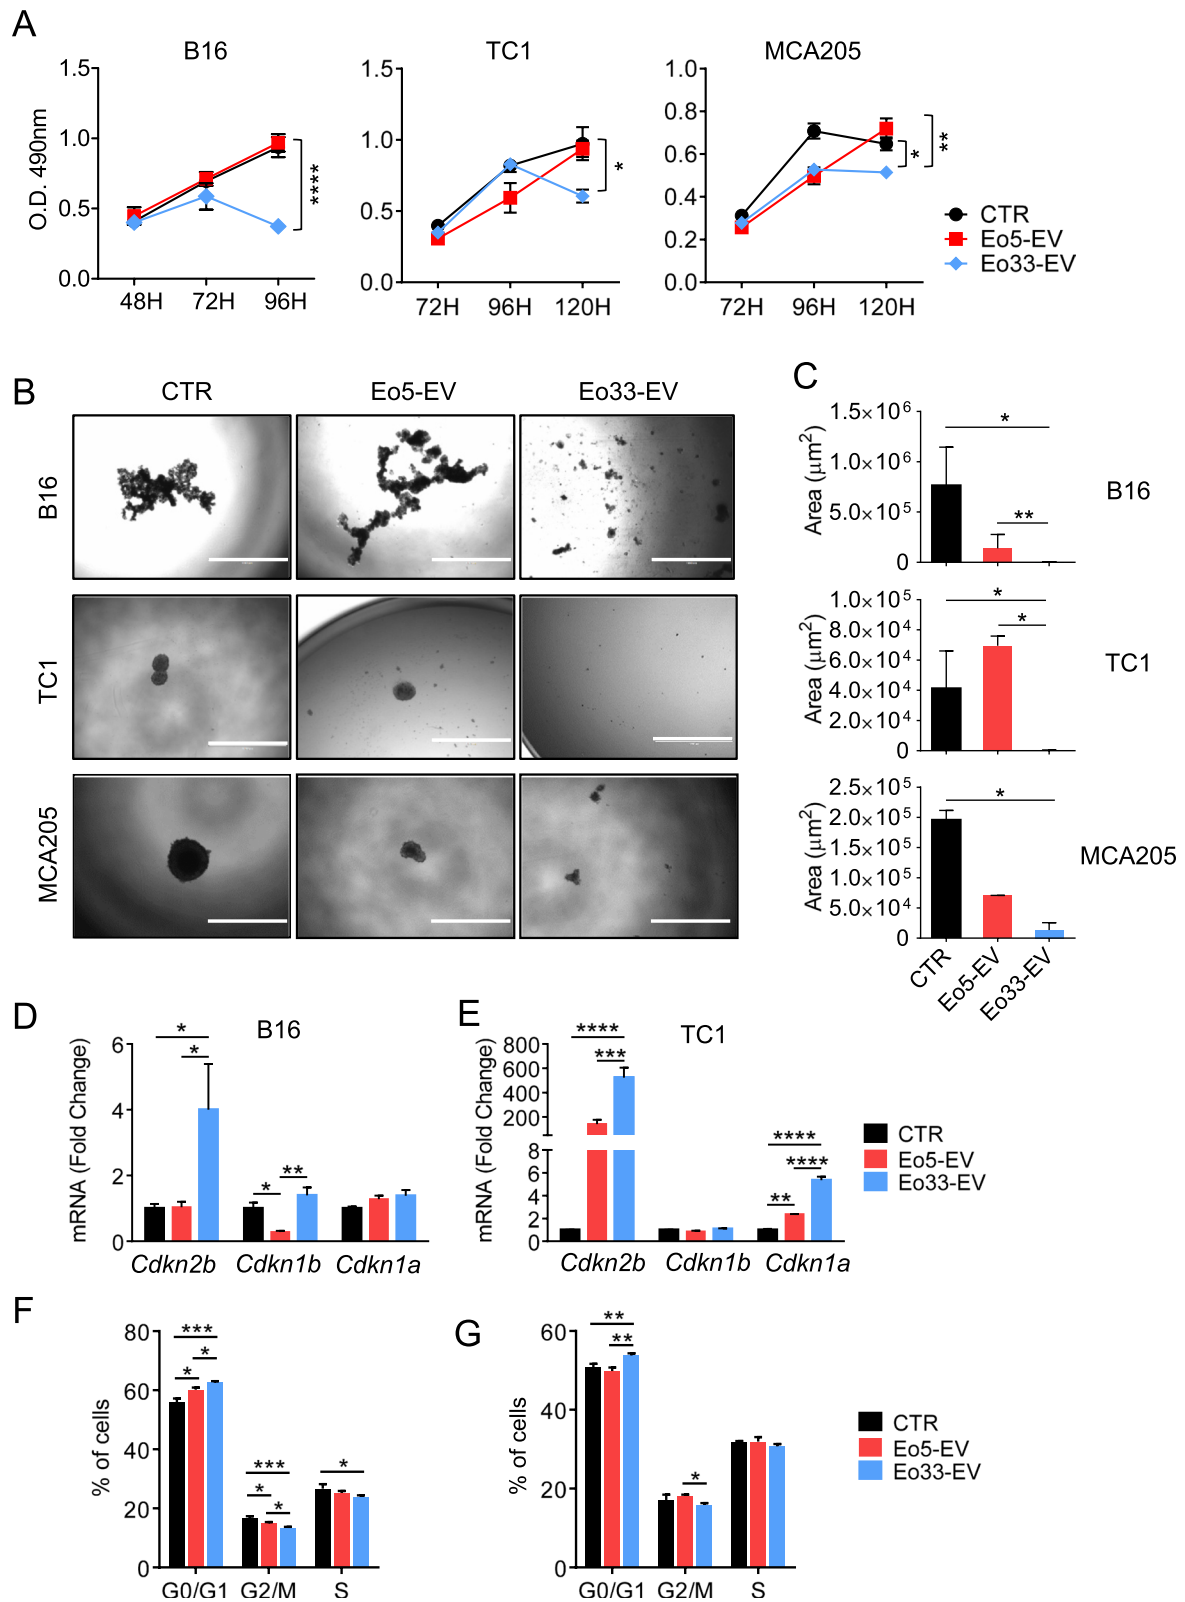 A
B16
TC1
MCA205
O.D. 490nm
1.5
1.0
0.5
0.0
48H 72H 96H
****
1.5
1.0
0.5
0.0
72H 96H 120H
*
1.0
0.8
0.6
0.4
0.2
0.0
72H 96H 120H
*
**
CTR
Eo5-EV
Eo33-EV
B
CTR
Eo5-EV
Eo33-EV
B16
TC1
MCA205
C
Area (μm²)
1.5×10⁶
1.0×10⁶
5.0×10⁵
0
*
**
B16
Area (μm²)
1.0×10⁵
8.0×10⁴
6.0×10⁴
4.0×10⁴
2.0×10⁴
0
*
*
TC1
Area (μm²)
2.5×10⁵
2.0×10⁵
1.5×10⁵
1.0×10⁵
5.0×10⁴
0
*
MCA205
CTR
Eo5-EV
Eo33-EV
D
B16
mRNA (Fold Change)
6
4
2
0
*
*
*
**
Cdkn2b Cdkn1b Cdkn1a
E
TC1
mRNA (Fold Change)
800
600
400
200
8
6
4
2
0
****
***
****
****
**
Cdkn2b Cdkn1b Cdkn1a
CTR
Eo5-EV
Eo33-EV
F
% of cells
80
60
40
20
0
***
*
*
***
*
*
*
G0/G1 G2/M S
G
% of cells
60
40
20
0
**
**
*
G0/G1 G2/M S
CTR
Eo5-EV
Eo33-EV